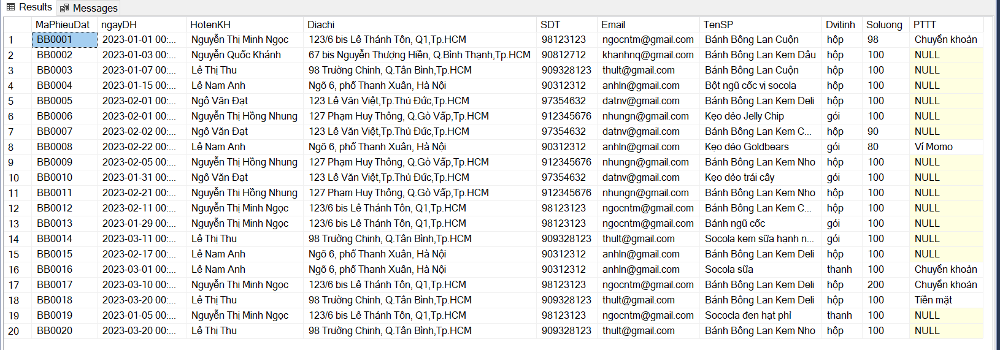 Results Messages
MaPhieuDat ngayDH HotenKH Diachi SDT Email TenSP Dvitinh Soluong PTTT
1 BB0001 2023-01-01 00:... Nguyễn Thị Minh Ngọc 123/6 bis Lê Thánh Tôn, Q1,Tp.HCM 98123123 ngocntm@gmail.com Bánh Bông Lan Cuộn hộp 98 Chuyển khoản
2 BB0002 2023-01-03 00:... Nguyễn Quốc Khánh 67 bis Nguyễn Thượng Hiền, Q.Bình Thạnh,Tp.HCM 90812712 khanhnq@gmail.com Bánh Bông Lan Kem Dâu hộp 100 NULL
3 BB0003 2023-01-07 00:... Lê Thị Thu 98 Trường Chinh, Q.Tân Bình,Tp.HCM 909328123 thult@gmail.com Bánh Bông Lan Cuộn hộp 100 NULL
4 BB0004 2023-01-15 00:... Lê Nam Anh Ngõ 6, phố Thanh Xuân, Hà Nội 90312312 anhln@gmail.com Bột ngũ cốc vị socola hộp 100 NULL
5 BB0005 2023-02-01 00:... Ngô Văn Đạt 123 Lê Văn Việt,Tp.Thủ Đức,Tp.HCM 97354632 datnv@gmail.com Bánh Bông Lan Kem Deli hộp 100 NULL
6 BB0006 2023-02-01 00:... Nguyễn Thị Hồng Nhung 127 Phạm Huy Thông, Q.Gò Vấp,Tp.HCM 912345676 nhungn@gmail.com Kẹo dẻo Jelly Chip gói 100 NULL
7 BB0007 2023-02-02 00:... Ngô Văn Đạt 123 Lê Văn Việt,Tp.Thủ Đức,Tp.HCM 97354632 datnv@gmail.com Bánh Bông Lan Kem C... hộp 90 NULL
8 BB0008 2023-02-22 00:... Lê Nam Anh Ngõ 6, phố Thanh Xuân, Hà Nội 90312312 anhln@gmail.com Kẹo dẻo Goldbears gói 80 Ví Momo
9 BB0009 2023-02-05 00:... Nguyễn Thị Hồng Nhung 127 Phạm Huy Thông, Q.Gò Vấp,Tp.HCM 912345676 nhungn@gmail.com Bánh Bông Lan Kem Nho hộp 100 NULL
10 BB0010 2023-01-31 00:... Ngô Văn Đạt 123 Lê Văn Việt,Tp.Thủ Đức,Tp.HCM 97354632 datnv@gmail.com Kẹo dẻo trái cây gói 100 NULL
11 BB0011 2023-02-21 00:... Nguyễn Thị Hồng Nhung 127 Phạm Huy Thông, Q.Gò Vấp,Tp.HCM 912345676 nhungn@gmail.com Bánh Bông Lan Kem Nho hộp 100 NULL
12 BB0012 2023-02-11 00:... Nguyễn Thị Minh Ngọc 123/6 bis Lê Thánh Tôn, Q1,Tp.HCM 98123123 ngocntm@gmail.com Bánh Bông Lan Kem C... hộp 100 NULL
13 BB0013 2023-01-29 00:... Nguyễn Thị Minh Ngọc 123/6 bis Lê Thánh Tôn, Q1,Tp.HCM 98123123 ngocntm@gmail.com Bánh ngũ cốc gói 100 NULL
14 BB0014 2023-03-11 00:... Lê Thị Thu 98 Trường Chinh, Q.Tân Bình,Tp.HCM 909328123 thult@gmail.com Socola kem sữa hạnh n... gói 100 NULL
15 BB0015 2023-02-17 00:... Lê Nam Anh Ngõ 6, phố Thanh Xuân, Hà Nội 90312312 anhln@gmail.com Bánh Bông Lan Kem Deli hộp 100 NULL
16 BB0016 2023-03-01 00:... Lê Nam Anh Ngõ 6, phố Thanh Xuân, Hà Nội 90312312 anhln@gmail.com Socola sữa thanh 100 Chuyển khoản
17 BB0017 2023-03-10 00:... Nguyễn Thị Minh Ngọc 123/6 bis Lê Thánh Tôn, Q1,Tp.HCM 98123123 ngocntm@gmail.com Bánh Bông Lan Kem Deli hộp 200 Chuyển khoản
18 BB0018 2023-03-20 00:... Lê Thị Thu 98 Trường Chinh, Q.Tân Bình,Tp.HCM 909328123 thult@gmail.com Bánh Bông Lan Kem Deli hộp 100 Tiền mặt
19 BB0019 2023-01-05 00:... Nguyễn Thị Minh Ngọc 123/6 bis Lê Thánh Tôn, Q1,Tp.HCM 98123123 ngocntm@gmail.com Sococla đen hạt phỉ thanh 100 NULL
20 BB0020 2023-03-20 00:... Lê Thị Thu 98 Trường Chinh, Q.Tân Bình,Tp.HCM 909328123 thult@gmail.com Bánh Bông Lan Kem Nho hộp 100 NULL